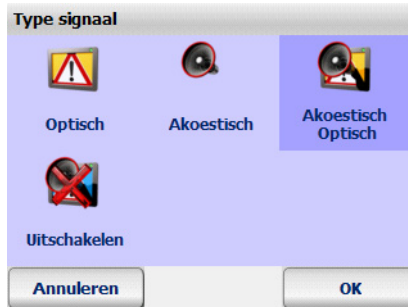 Type signaal
Optisch
Akoestisch
Akoestisch
Optisch
Uitschakelen
Annuleren
OK